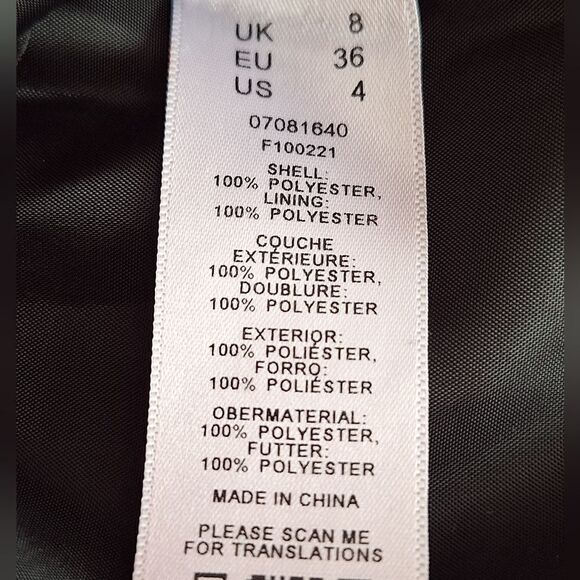 UK 8
EU 36
US 4
07081640
F100221
SHELL:
100% POLYESTER,
LINING:
100% POLYESTER
COUCHE
EXTÉRIEURE:
100% POLYESTER,
DOUBLURE:
100% POLYESTER
EXTERIOR:
100% POLIÉSTER,
FORRO:
100% POLIÉSTER
OBERMATERIAL:
100% POLYESTER,
FUTTER:
100% POLYESTER
MADE IN CHINA
PLEASE SCAN ME
FOR TRANSLATIONS